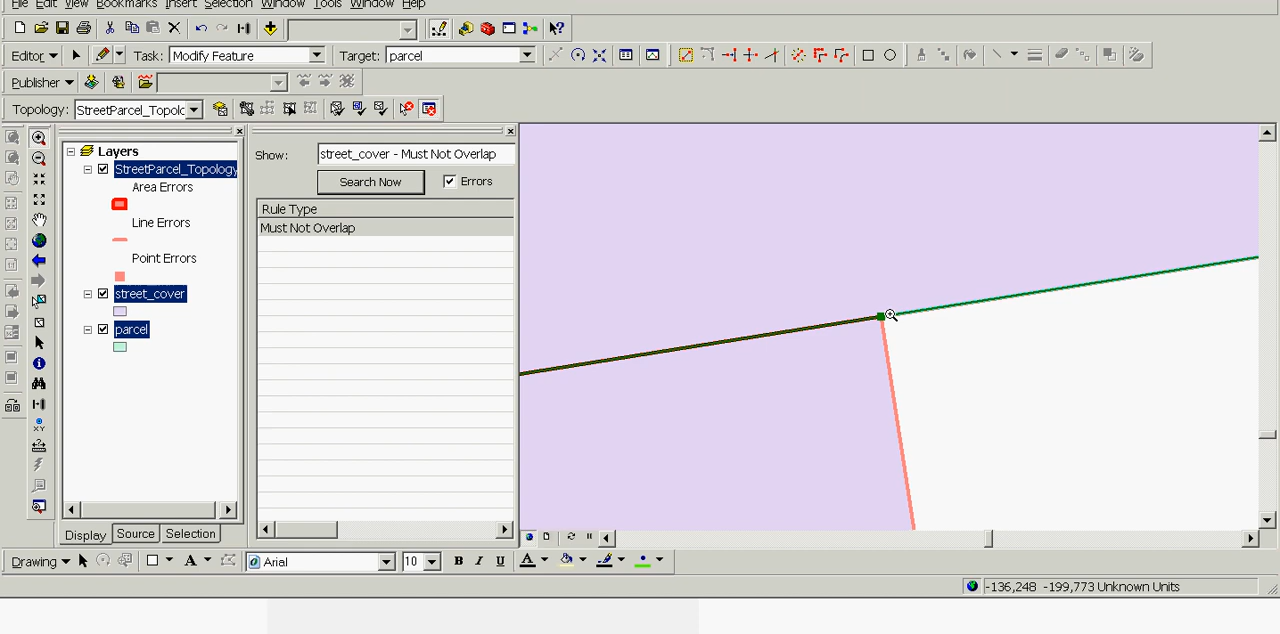 File Edit View Bookmarks Insert Selection Window Tools Window Help
Editor Task: Modify Feature Target: parcel
Publisher
Topology: StreetParcel_Topolo
Layers
StreetParcel_Topology
Area Errors
Line Errors
Point Errors
street_cover
parcel
Display Source Selection
Show: street_cover - Must Not Overlap
Search Now Errors
Rule Type
Must Not Overlap
Drawing A Arial 10 B I U A
-136,248 -199,773 Unknown Units